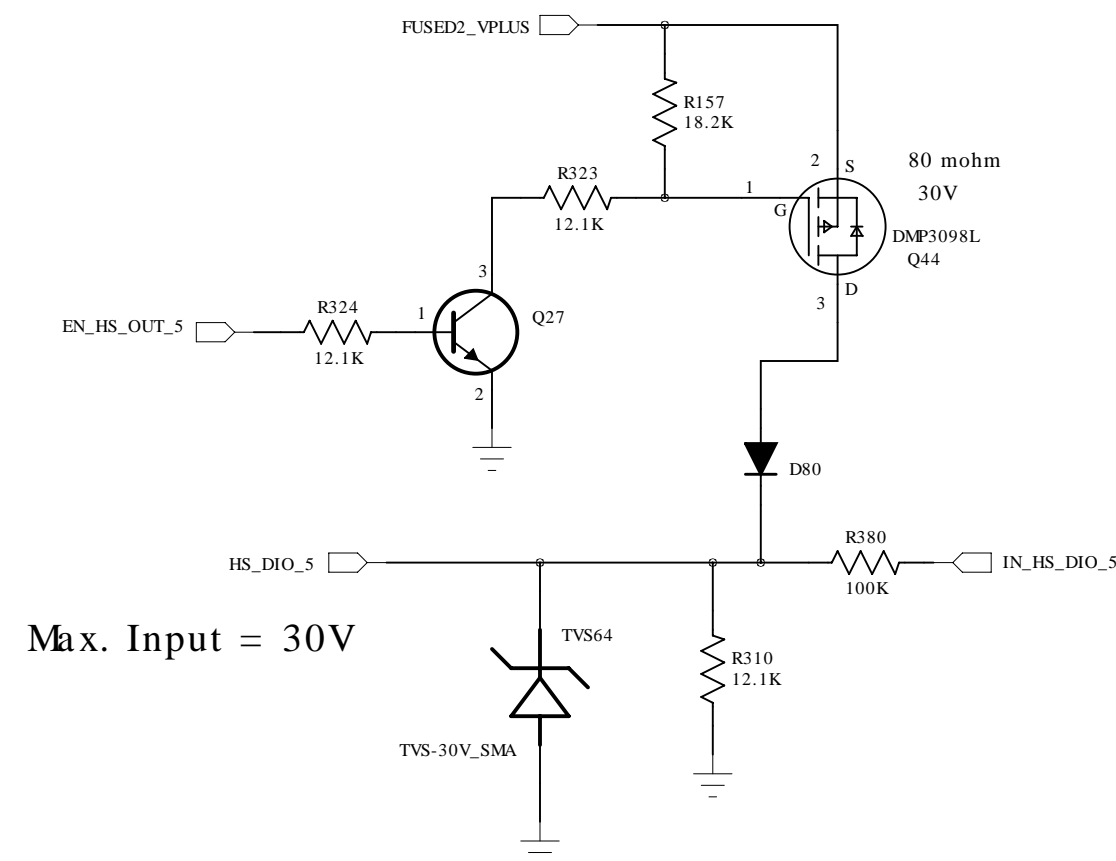 FUSED2_VPLUS
R157
18.2K
2 S
80 mohm
30V
R323
12.1K
1
G
DMP3098L
Q44
3 D
3
EN_HS_OUT_5
R324
12.1K
1
Q27
2
D80
HS_DIO_5
R380
100K
IN_HS_DIO_5
Max. Input = 30V
TVS64
R310
12.1K
TVS-30V_SMA